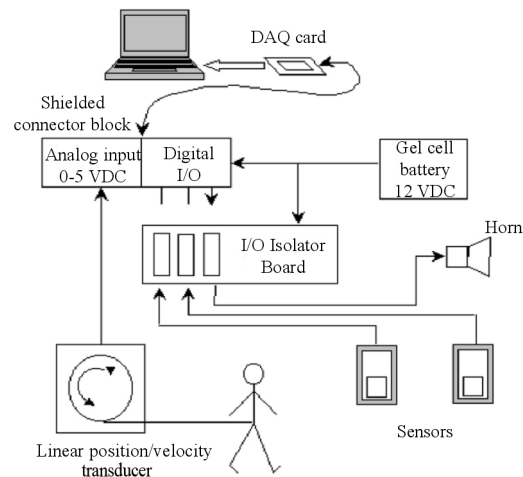 DAQ card
Shielded
connector block
Analog input
0-5 VDC
Digital
I/O
Gel cell
battery
12 VDC
I/O Isolator
Board
Horn
Sensors
Linear position/velocity
transducer